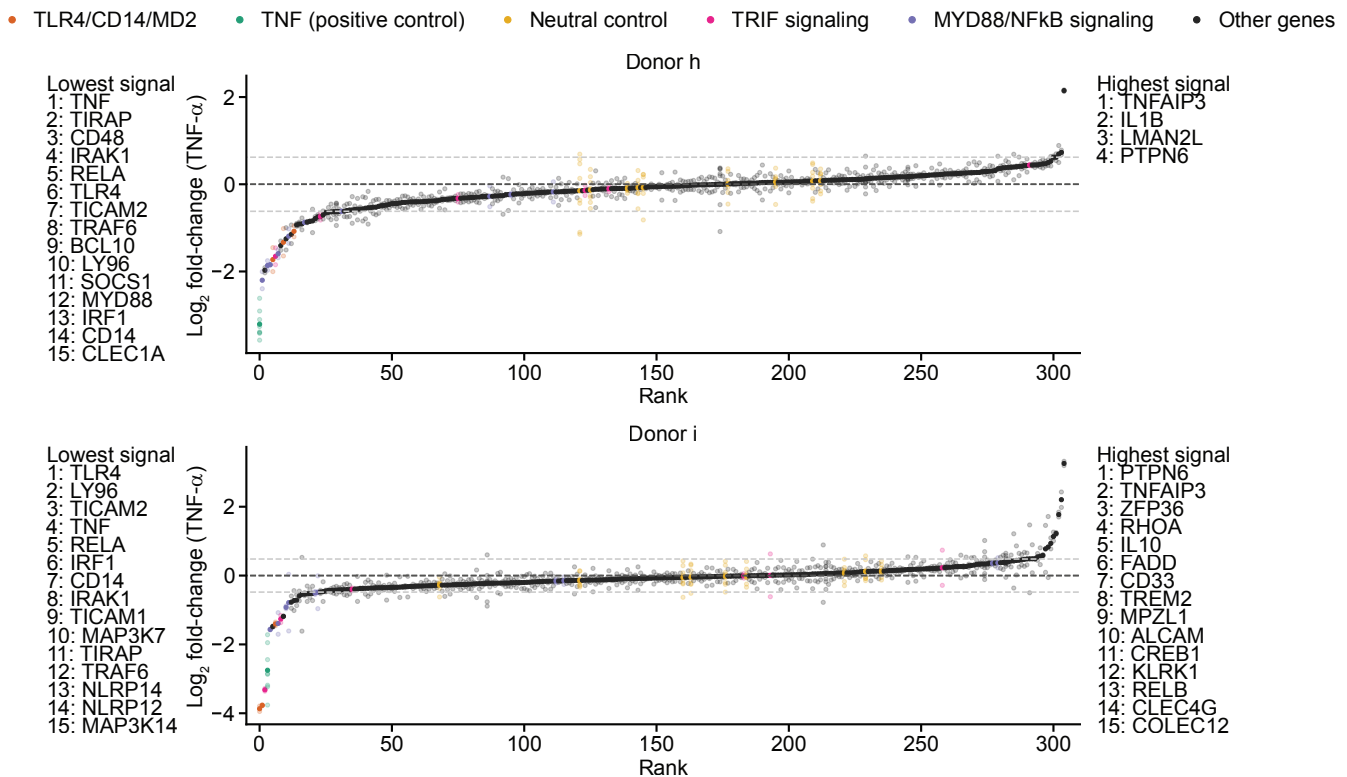 TLR4/CD14/MD2 TNF (positive control) Neutral control TRIF signaling MYD88/NFkB signaling Other genes
Donor h
Lowest signal
1: TNF
2: TIRAP
3: CD48
4: IRAK1
5: RELA
6: TLR4
7: TICAM2
8: TRAF6
9: BCL10
10: LY96
11: SOCS1
12: MYD88
13: IRF1
14: CD14
15: CLEC1A
Log2 fold-change (TNF-α)
2
0
−2
0 50 100 150 200 250 300
Rank
Highest signal
1: TNFAIP3
2: IL1B
3: LMAN2L
4: PTPN6
Donor i
Lowest signal
1: TLR4
2: LY96
3: TICAM2
4: TNF
5: RELA
6: IRF1
7: CD14
8: IRAK1
9: TICAM1
10: MAP3K7
11: TIRAP
12: TRAF6
13: NLRP14
14: NLRP12
15: MAP3K14
Log2 fold-change (TNF-α)
2
0
−2
−4
0 50 100 150 200 250 300
Rank
Highest signal
1: PTPN6
2: TNFAIP3
3: ZFP36
4: RHOA
5: IL10
6: FADD
7: CD33
8: TREM2
9: MPZL1
10: ALCAM
11: CREB1
12: KLRK1
13: RELB
14: CLEC4G
15: COLEC12